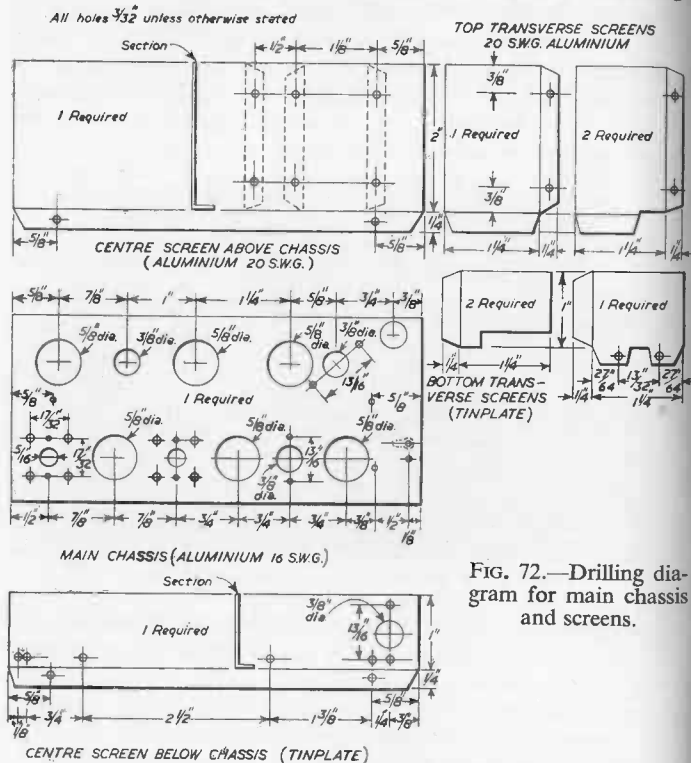 All holes 3/32" unless otherwise stated
TOP TRANSVERSE SCREENS
20 S.W.G. ALUMINIUM
Section
1/2" 1 1/8" 5/8"
1 Required
2"
1/4"
3/8"
1 Required
3/8"
2 Required
5/8" 5/8"
1 1/4" 1/4" 1 1/4" 1/4"
CENTRE SCREEN ABOVE CHASSIS
(ALUMINIUM 20 S.W.G.)
5/8" 7/8" 1" 1 1/4" 5/8" 3/4" 3/8"
5/8" dia. 3/8" dia. 5/8" dia. 5/8" dia. 3/8" dia.
13/16"
1 Required
5/8" 5/8"
17/32"
5/16" 17/32"
5/8" dia. 5/8" dia. 5/8" dia.
13/16"
3/8" dia.
1/2" 7/8" 7/8" 3/4" 3/4" 3/4" 3/8" 1/2"
1/8"
MAIN CHASSIS (ALUMINIUM 16 S.W.G.)
2 Required
1"
1 Required
1/4" 1 1/4"
27/64" 13/32" 27/64"
1/4" 1 1/4"
BOTTOM TRANS-
VERSE SCREENS
(TINPLATE)
Section
1 Required
3/8" dia
13/16"
1"
1/4"
5/8" 5/8"
1/8" 3/4" 2 1/2" 1 3/8" 1/4" 3/8"
CENTRE SCREEN BELOW CHASSIS (TINPLATE)
FIG. 72.—Drilling dia-
gram for main chassis
and screens.